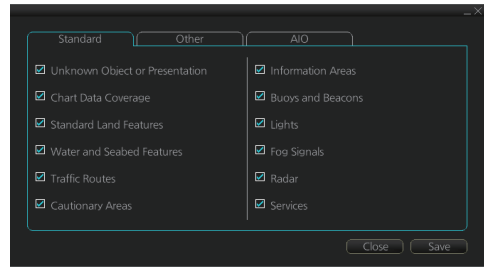 Standard Other AIO
Unknown Object or Presentation
Chart Data Coverage
Standard Land Features
Water and Seabed Features
Traffic Routes
Cautionary Areas
Information Areas
Buoys and Beacons
Lights
Fog Signals
Radar
Services
Close Save